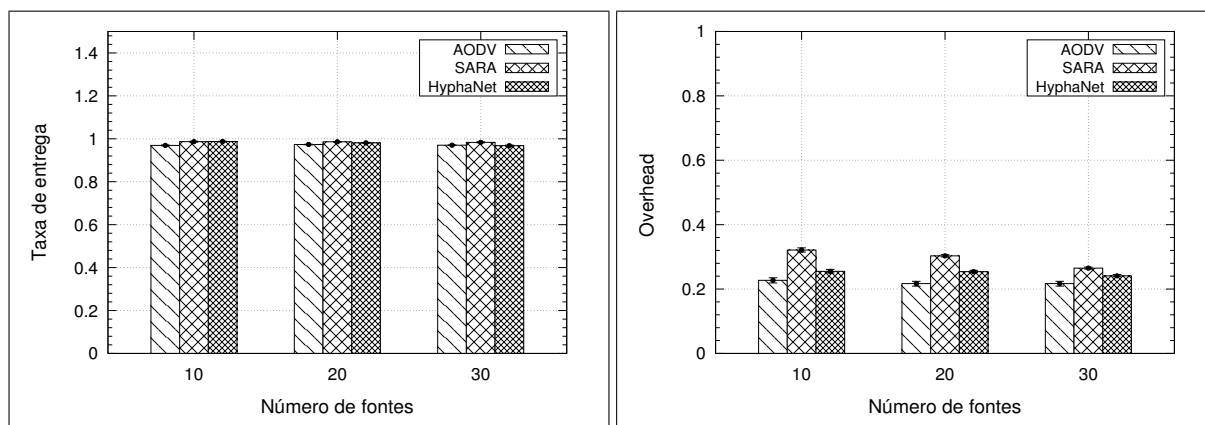 1.4
1.2
1
0.8
0.6
0.4
0.2
0
Taxa de entrega
AODV
SARA
HyphaNet
10 20 30
Número de fontes
1
0.8
0.6
0.4
0.2
0
Overhead
AODV
SARA
HyphaNet
10 20 30
Número de fontes